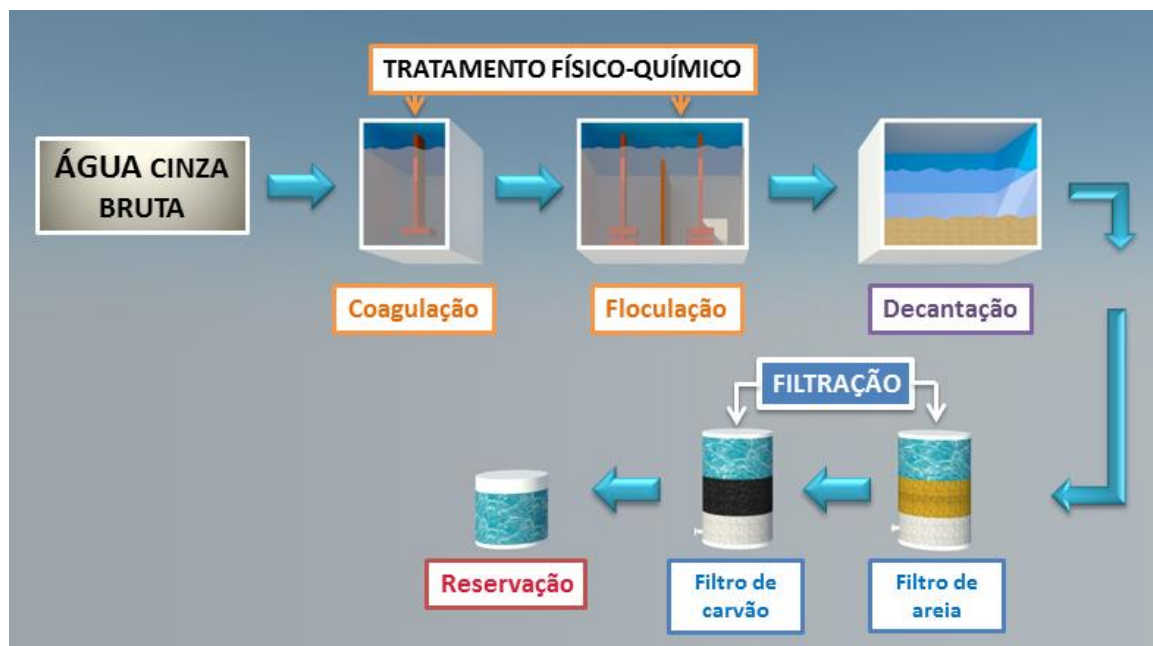 TRATAMENTO FÍSICO-QUÍMICO
ÁGUA CINZA
BRUTA
Coagulação
Floculação
Decantação
FILTRAÇÃO
Reservação
Filtro de
carvão
Filtro de
areia